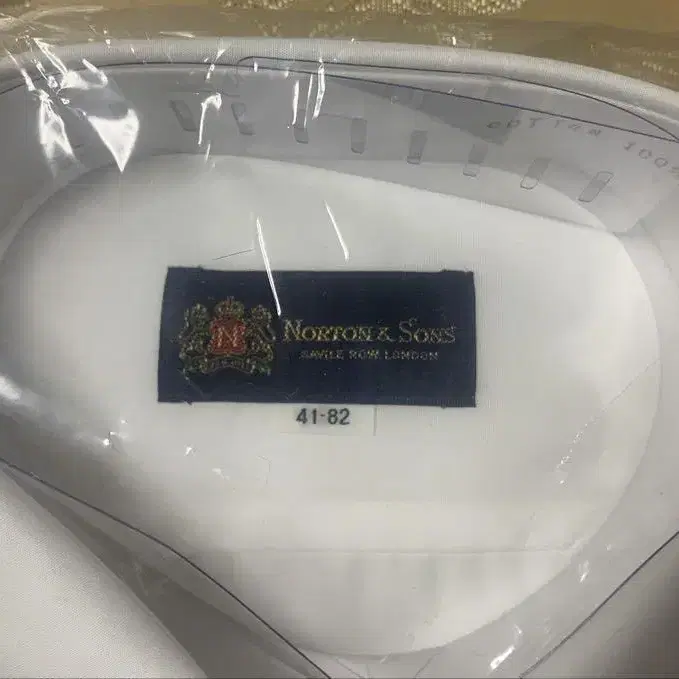 COTTON 100%
N
NORTON & SONS
SAVILE ROW, LONDON
41-82